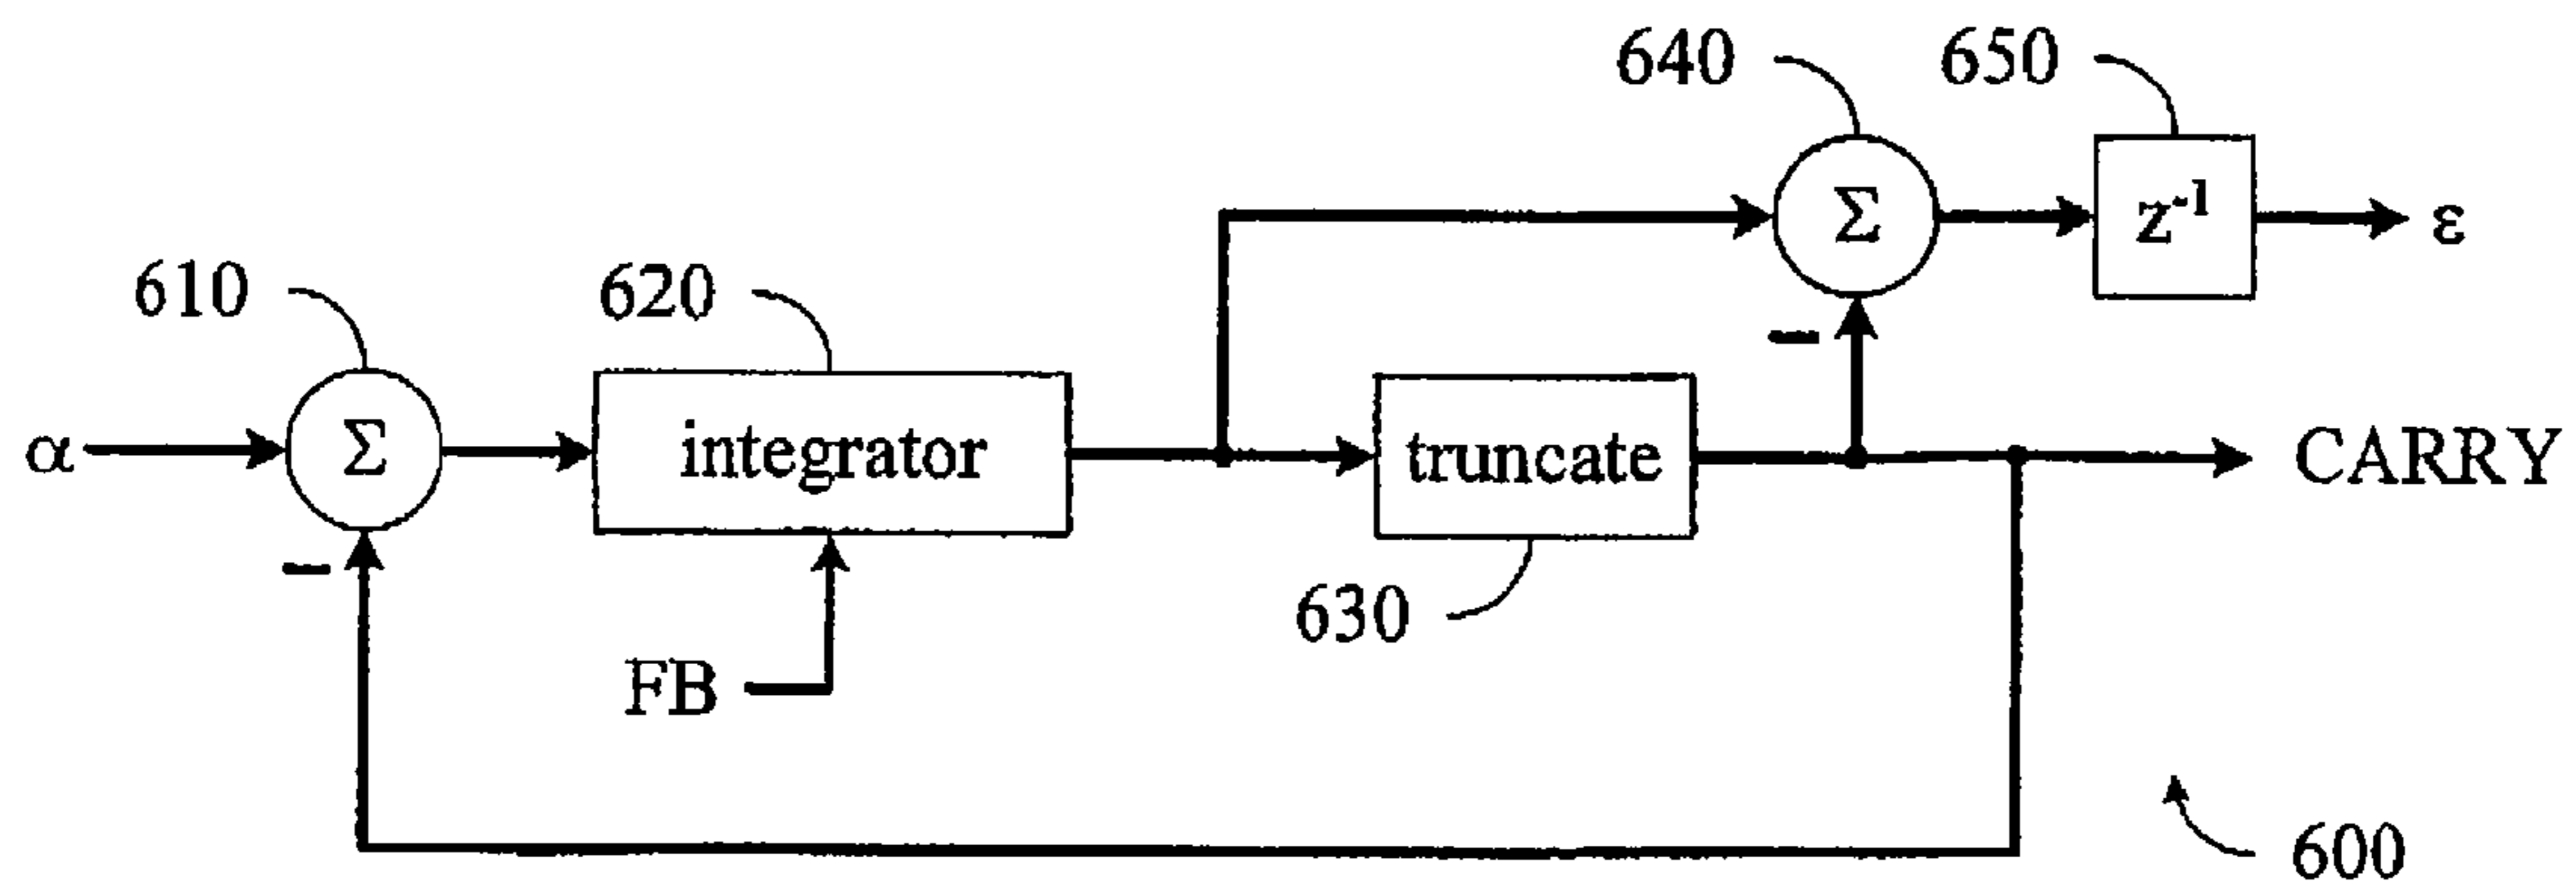 640 650
Σ z⁻¹ ε
610 620
α Σ integrator truncate CARRY
− −
FB 630
600